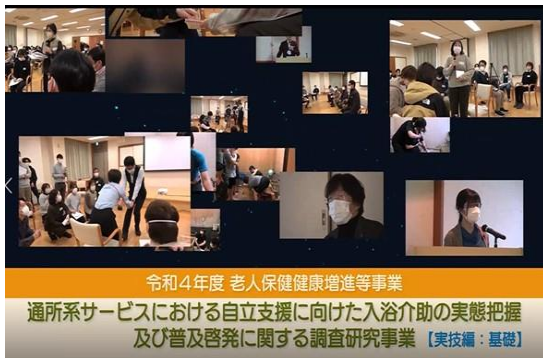 令和4年度 老人保健健康増進等事業
通所系サービスにおける自立支援に向けた入浴介助の実態把握
及び普及啓発に関する調査研究事業【実技編：基礎】